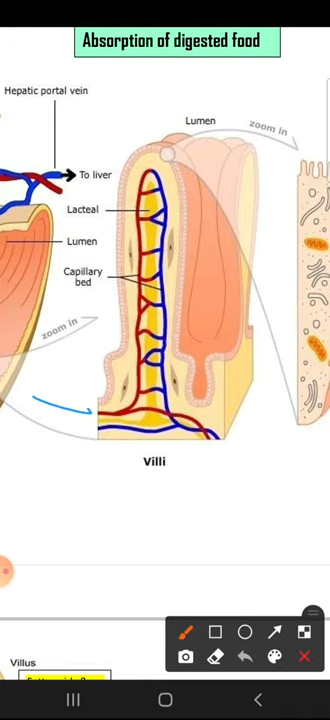 Absorption of digested food
Hepatic portal vein
Lumen
zoom in
To liver
Lacteal
Lumen
Capillary
bed
zoom in
Villi
Villus